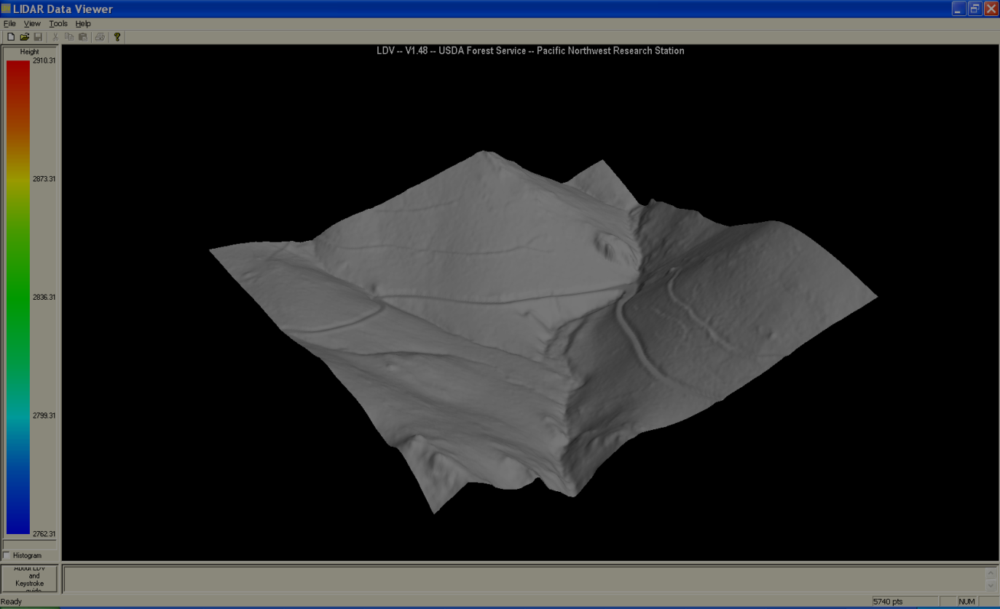 LIDAR Data Viewer
File View Tools Help
LDV -- V1.48 -- USDA Forest Service -- Pacific Northwest Research Station
Height
2910.31
2873.31
2836.31
2799.31
2762.31
Histogram
About LDV
and
Keystroke
guide
Ready
5740 pts
NUM